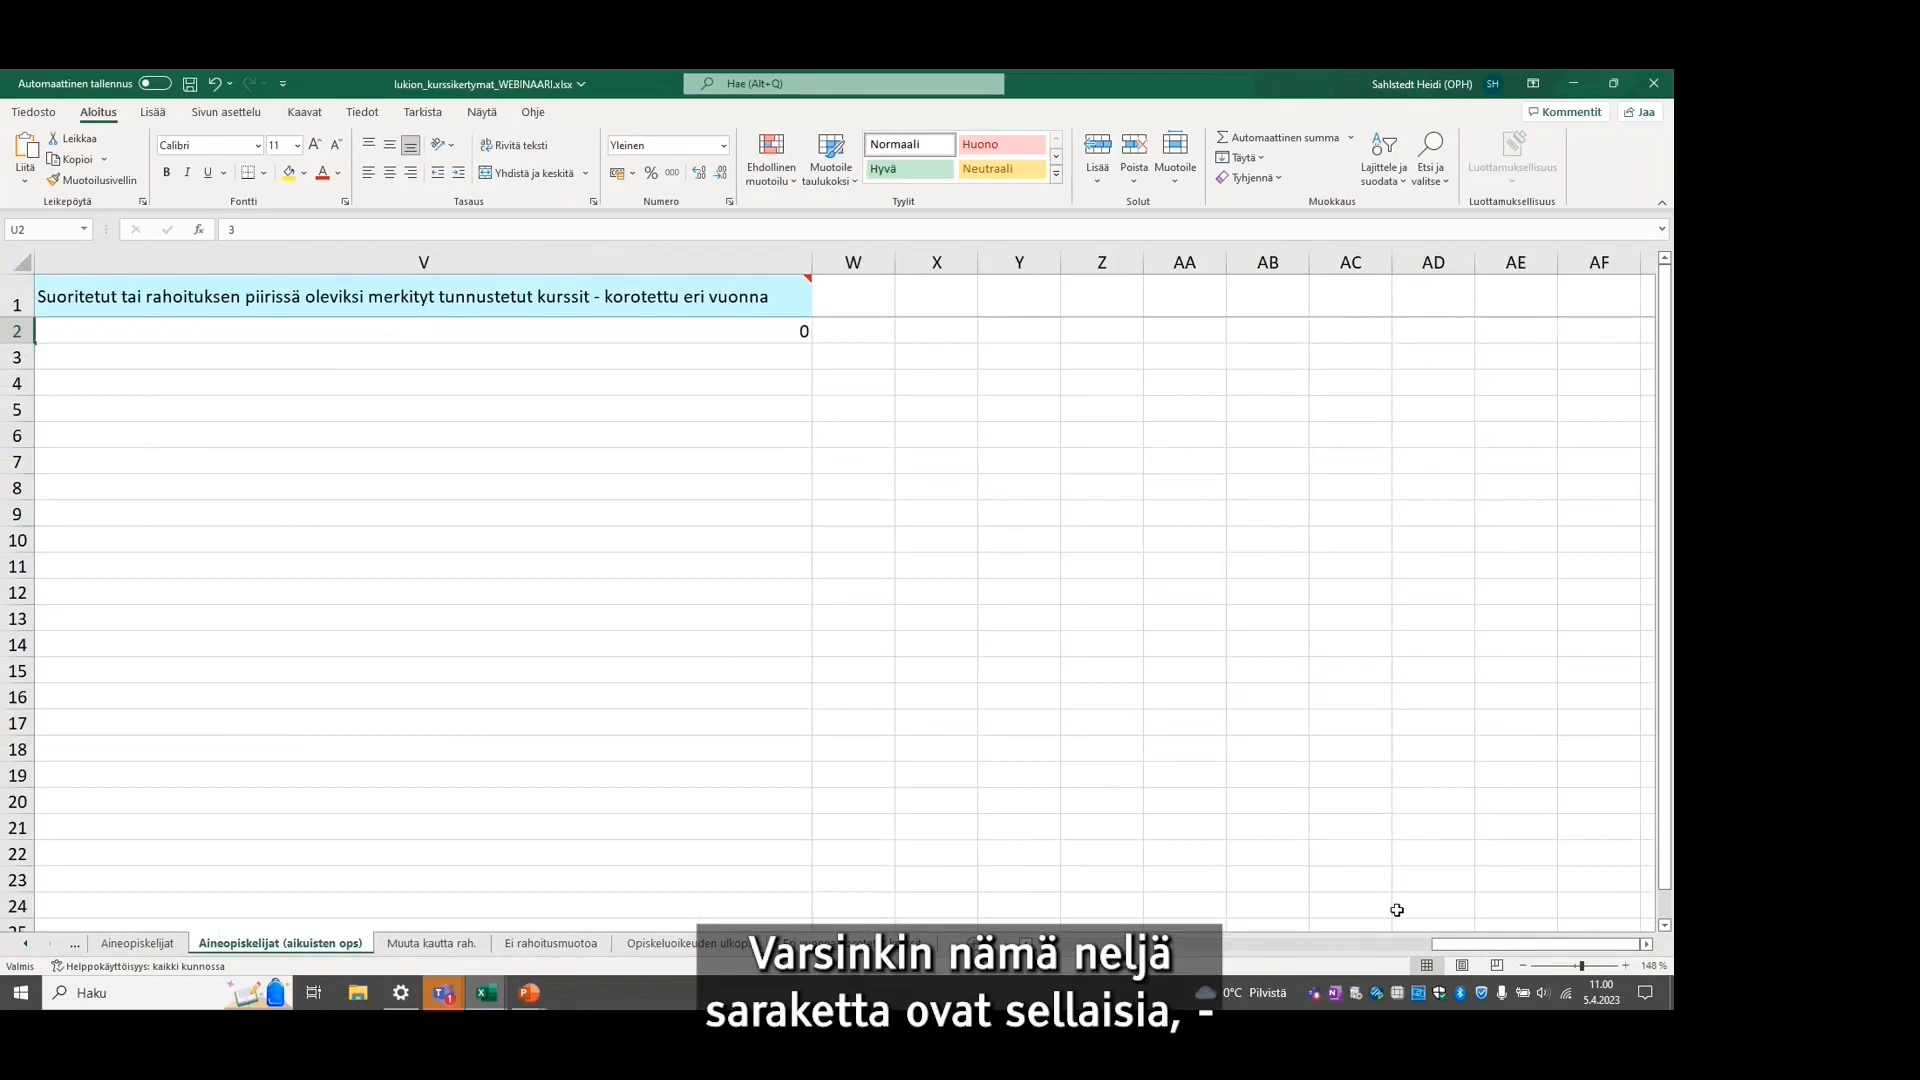 Automaattinen tallennus
lukion_kurssikertymat_WEBINAARI.xlsx
Hae (Alt+Q)
Sahlstedt Heidi (OPH)
SH
Tiedosto
Aloitus
Lisää
Sivun asettelu
Kaavat
Tiedot
Tarkista
Näytä
Ohje
Kommentit
Jaa
Liitä
Leikkaa
Kopioi
Muotoilusivellin
Leikepöytä
Calibri
11
B I U
Fontti
Rivitä teksti
Yhdistä ja keskitä
Tasaus
Yleinen
% 000
Numero
Ehdollinen
muotoilu
Muotoile
taulukoksi
Normaali
Huono
Hyvä
Neutraali
Tyylit
Lisää
Poista
Muotoile
Solut
Automaattinen summa
Täytä
Tyhjennä
Lajittele ja
suodata
Etsi ja
valitse
Muokkaus
Luottamuksellisuus
Luottamuksellisuus
U2
fx
3
V W X Y Z AA AB AC AD AE AF
1 Suoritetut tai rahoituksen piirissä oleviksi merkityt tunnustetut kurssit - korotettu eri vuonna
2 0
3
4
5
6
7
8
9
10
11
12
13
14
15
16
17
18
19
20
21
22
23
24
...
Aineopiskelijat
Aineopiskelijat (aikuisten ops)
Muuta kautta rah.
Ei rahoitusmuotoa
Valmis
Helppokäyttöisyys: kaikki kunnossa
148 %
Haku
0°C Pilvistä
11.00
5.4.2023
Varsinkin nämä neljä
saraketta ovat sellaisia, -